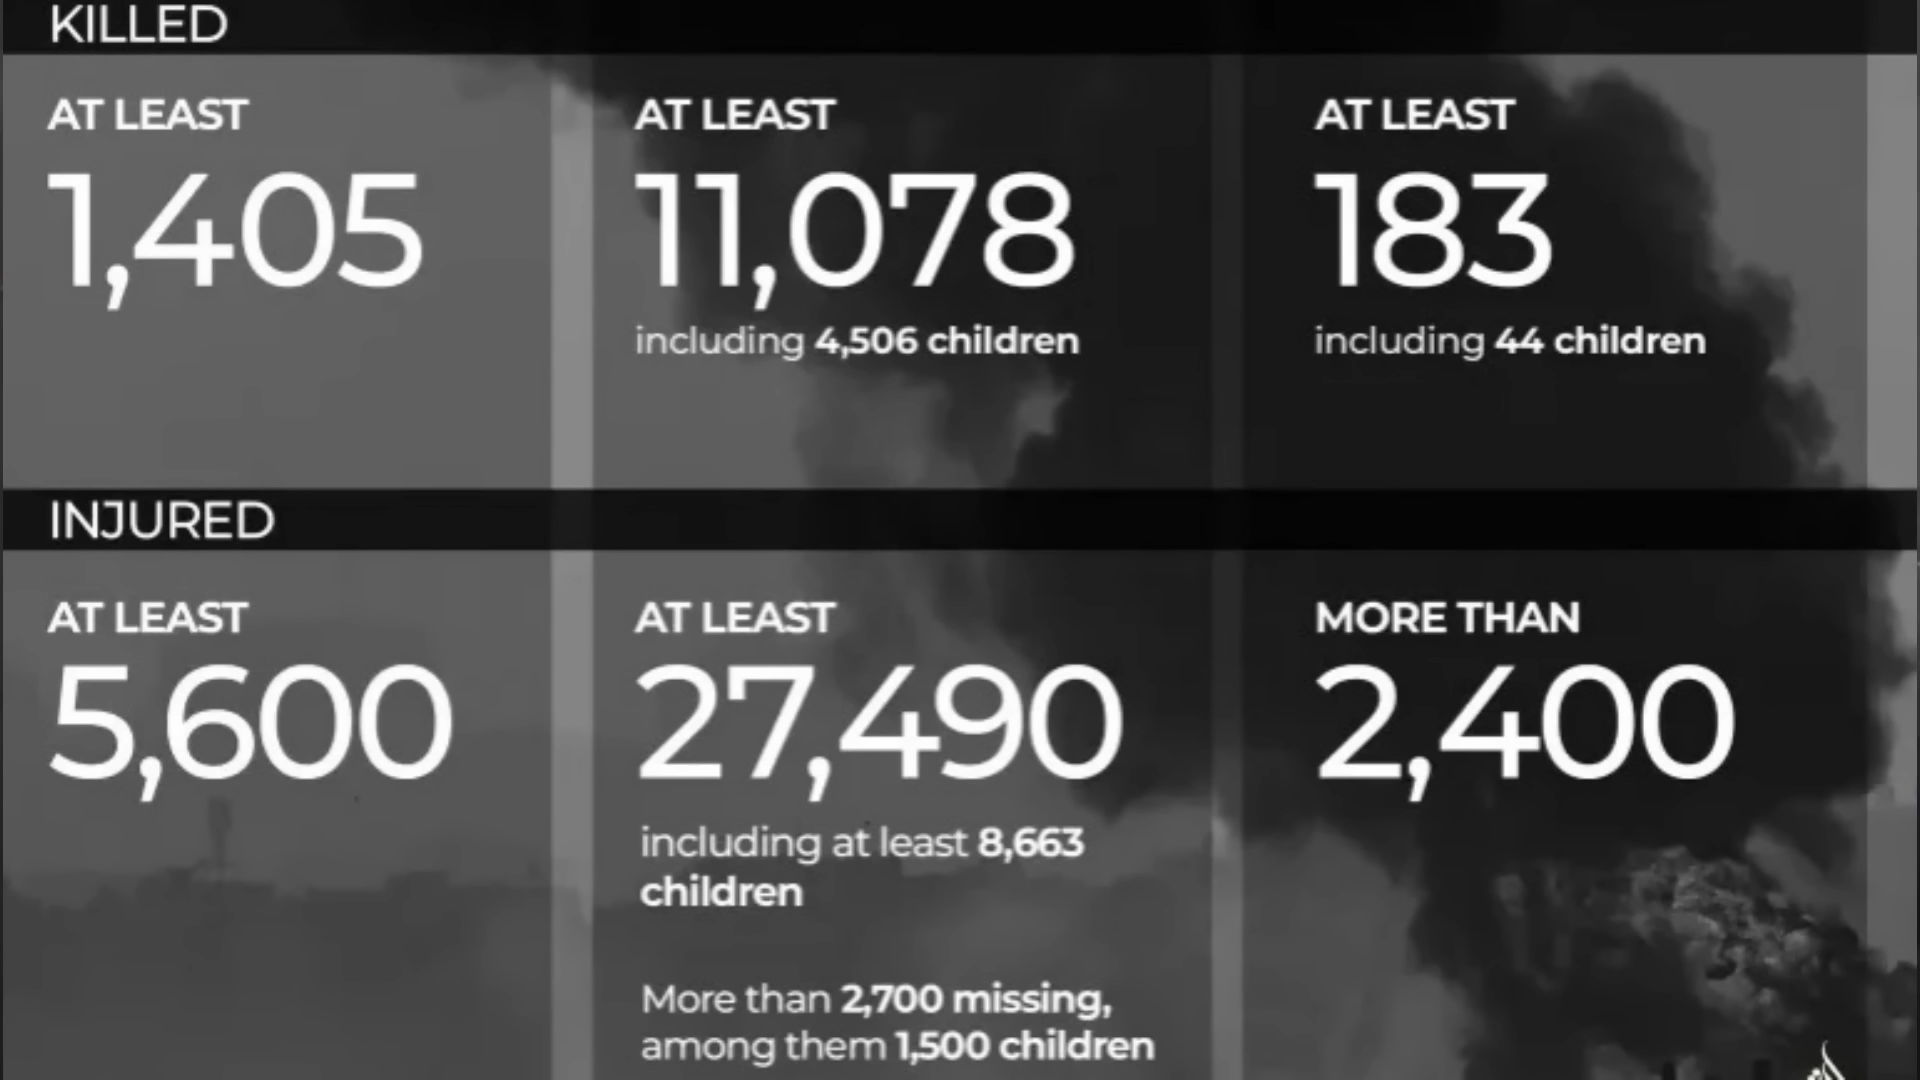 KILLED
AT LEAST
1,405
AT LEAST
11,078
including 4,506 children
AT LEAST
183
including 44 children
INJURED
AT LEAST
5,600
AT LEAST
27,490
including at least 8,663
children
More than 2,700 missing,
among them 1,500 children
MORE THAN
2,400